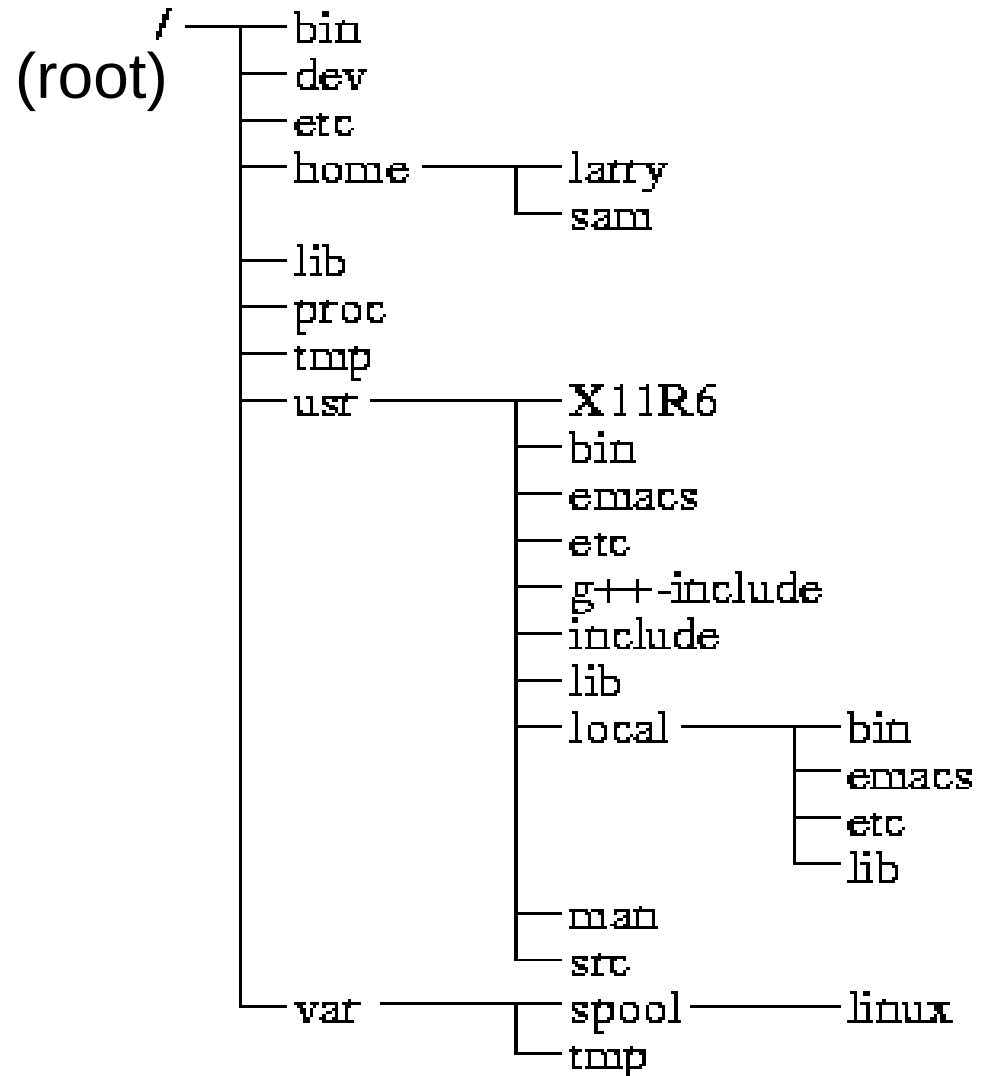 / bin
(root)
dev
etc
home larry
sam
lib
proc
tmp
usr X11R6
bin
emacs
etc
g++-include
include
lib
local bin
emacs
etc
lib
man
src
var spool linux
tmp